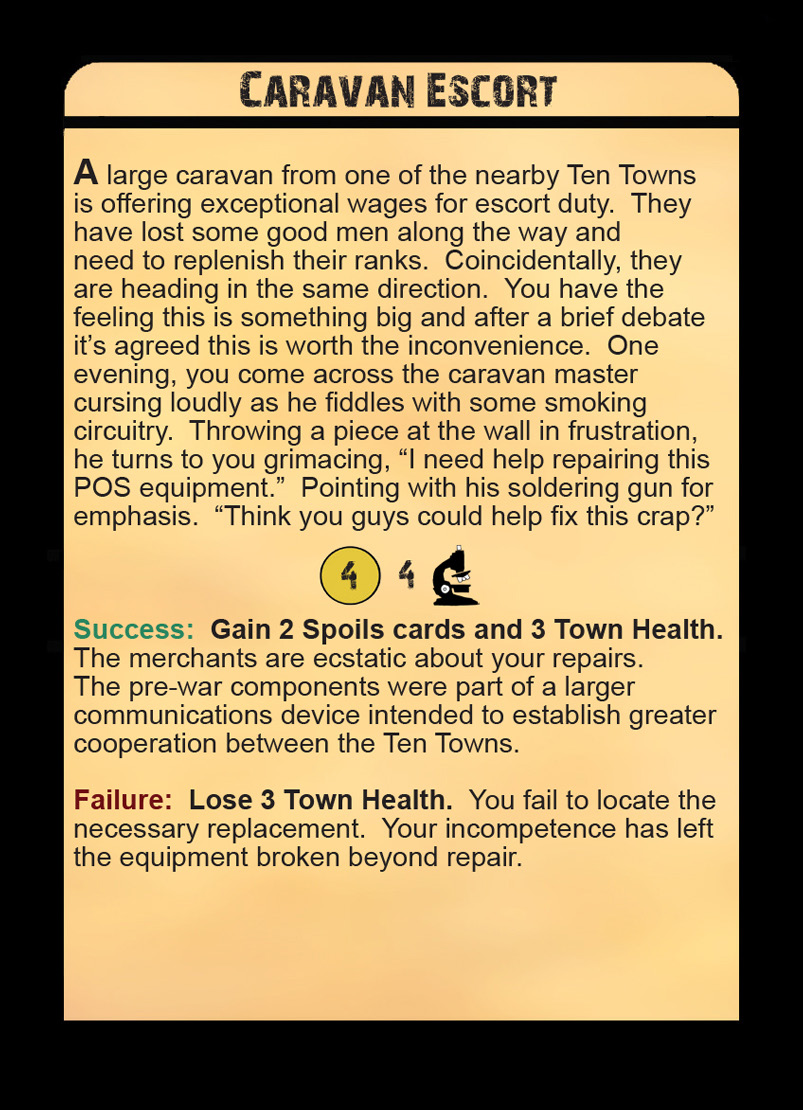 Caravan Escort
A large caravan from one of the nearby Ten Towns
is offering exceptional wages for escort duty.  They
have lost some good men along the way and
need to replenish their ranks.  Coincidentally, they
are heading in the same direction.  You have the
feeling this is something big and after a brief debate
it’s agreed this is worth the inconvenience.  One
evening, you come across the caravan master
cursing loudly as he fiddles with some smoking
circuitry.  Throwing a piece at the wall in frustration,
he turns to you grimacing, “I need help repairing this
POS equipment.”  Pointing with his soldering gun for
emphasis.  “Think you guys could help fix this crap?”
4 4
Success:  Gain 2 Spoils cards and 3 Town Health.
The merchants are ecstatic about your repairs.
The pre-war components were part of a larger
communications device intended to establish greater
cooperation between the Ten Towns.
Failure:  Lose 3 Town Health.  You fail to locate the
necessary replacement.  Your incompetence has left
the equipment broken beyond repair.